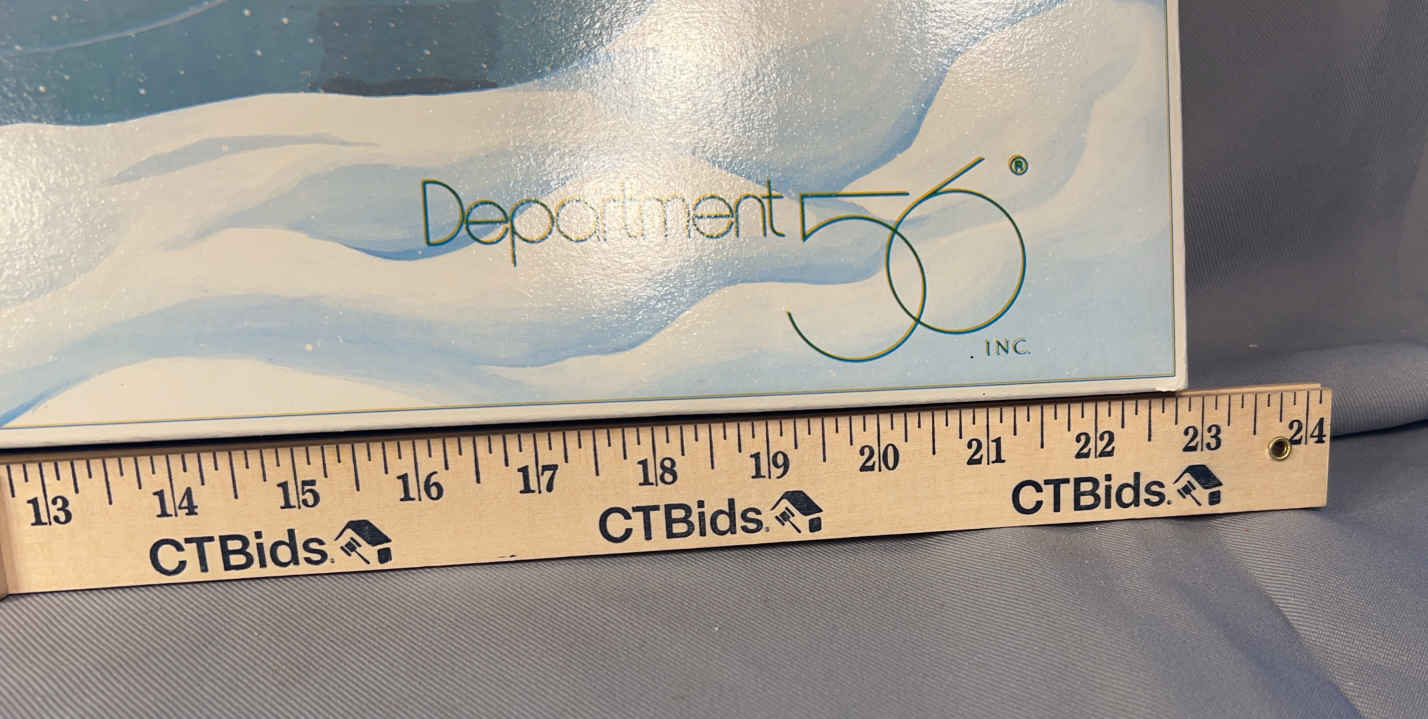 Department 56®
INC.
13 14 15 16 17 18 19 20 21 22 23 24
CTBids. CTBids. CTBids.